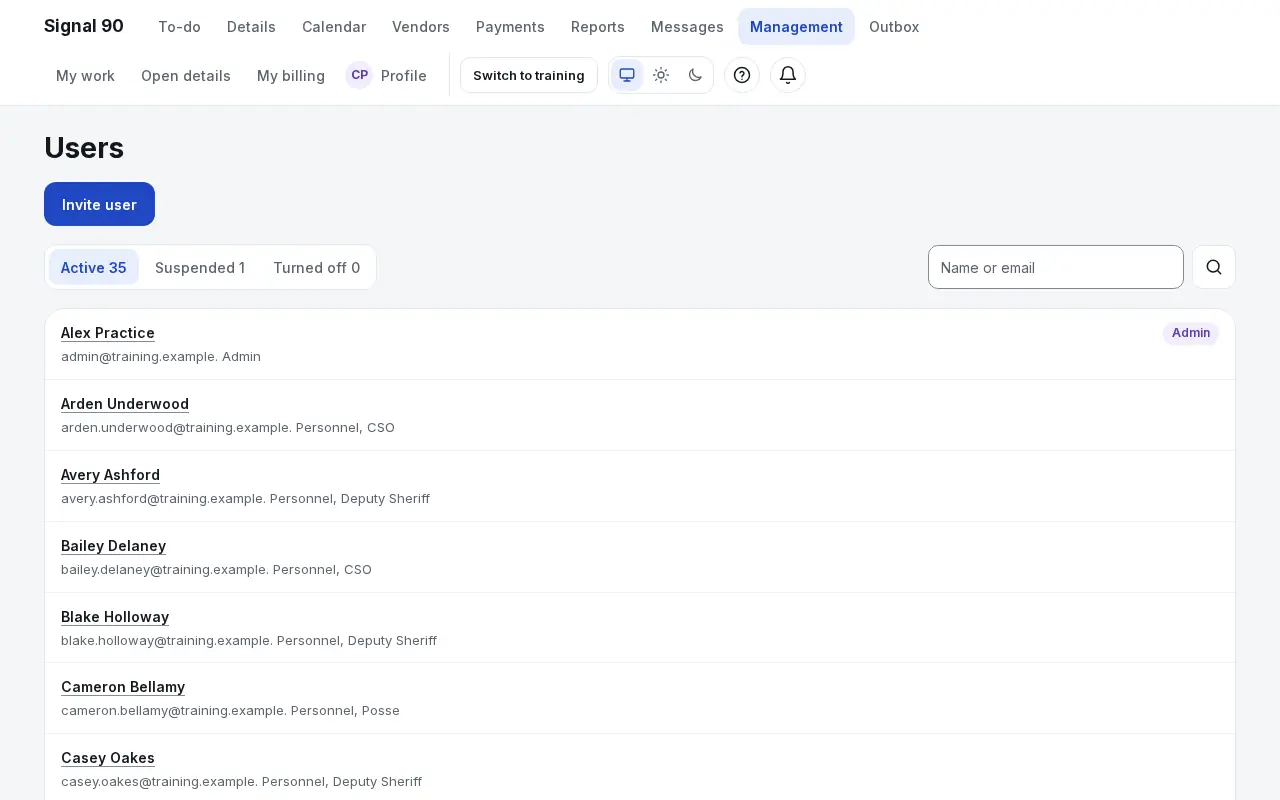 Signal 90 To-do Details Calendar Vendors Payments Reports Messages Management Outbox
My work Open details My billing CP Profile Switch to training
Users
Invite user
Active 35 Suspended 1 Turned off 0 Name or email
Alex Practice Admin
admin@training.example. Admin
Arden Underwood
arden.underwood@training.example. Personnel, CSO
Avery Ashford
avery.ashford@training.example. Personnel, Deputy Sheriff
Bailey Delaney
bailey.delaney@training.example. Personnel, CSO
Blake Holloway
blake.holloway@training.example. Personnel, Deputy Sheriff
Cameron Bellamy
cameron.bellamy@training.example. Personnel, Posse
Casey Oakes
casey.oakes@training.example. Personnel, Deputy Sheriff